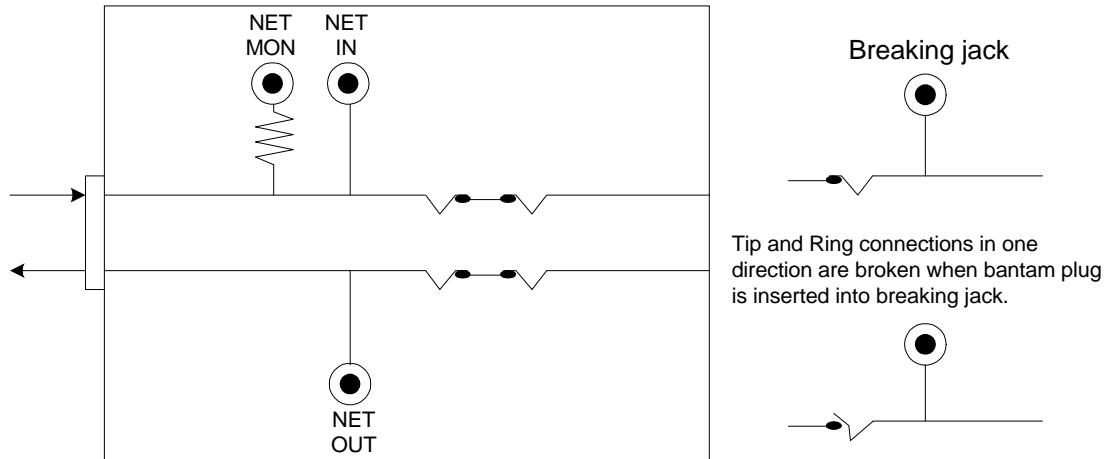 NET
MON
NET
IN
NET
OUT
Breaking jack
Tip and Ring connections in one
direction are broken when bantam plug
is inserted into breaking jack.